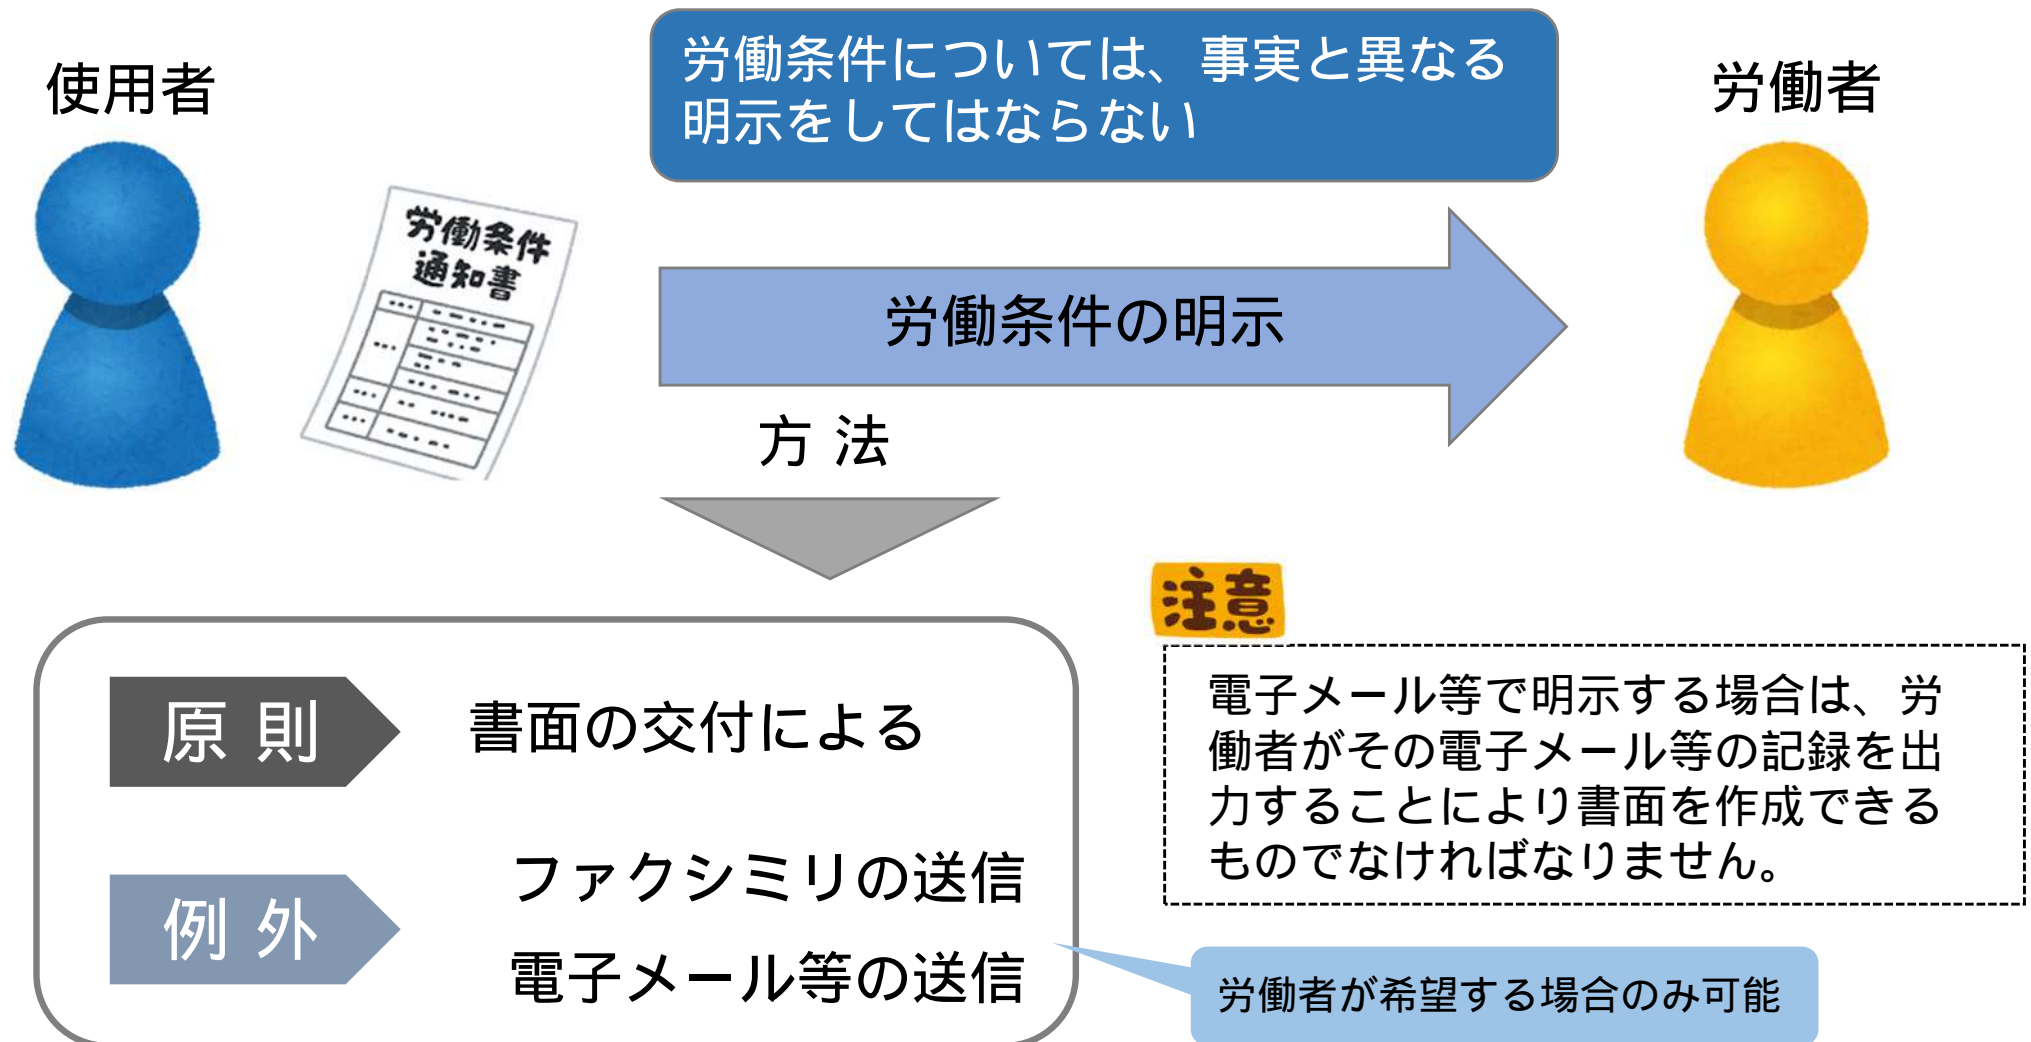 使用者
労働条件については、事実と異なる
明示をしてはならない
労働者
労働条件
通知書
労働条件の明示
方 法
注意
原 則
書面の交付による
例 外
ファクシミリの送信
電子メール等の送信
電子メール等で明示する場合は、労
働者がその電子メール等の記録を出
力することにより書面を作成できる
ものでなければなりません。
労働者が希望する場合のみ可能